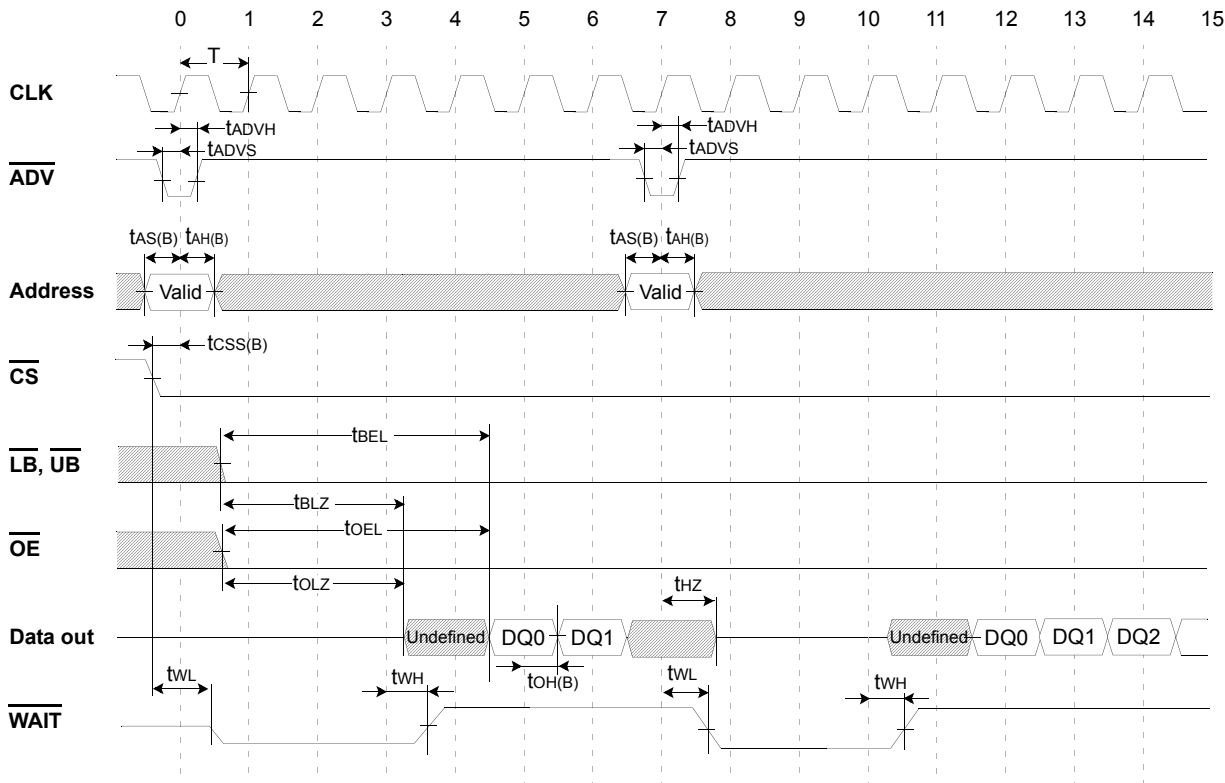 0 1 2 3 4 5 6 7 8 9 10 11 12 13 14 15
T
CLK
tADVH tADVH
tADVS tADVS
ADV
tAS(B) tAH(B) tAS(B) tAH(B)
Address Valid Valid
tCSS(B)
CS
tBEL
LB, UB
tBLZ
tOEL
OE
tOLZ tHZ
Data out Undefined DQ0 DQ1 Undefined DQ0 DQ1 DQ2
tWL tWH tOH(B) tWL tWH
WAIT